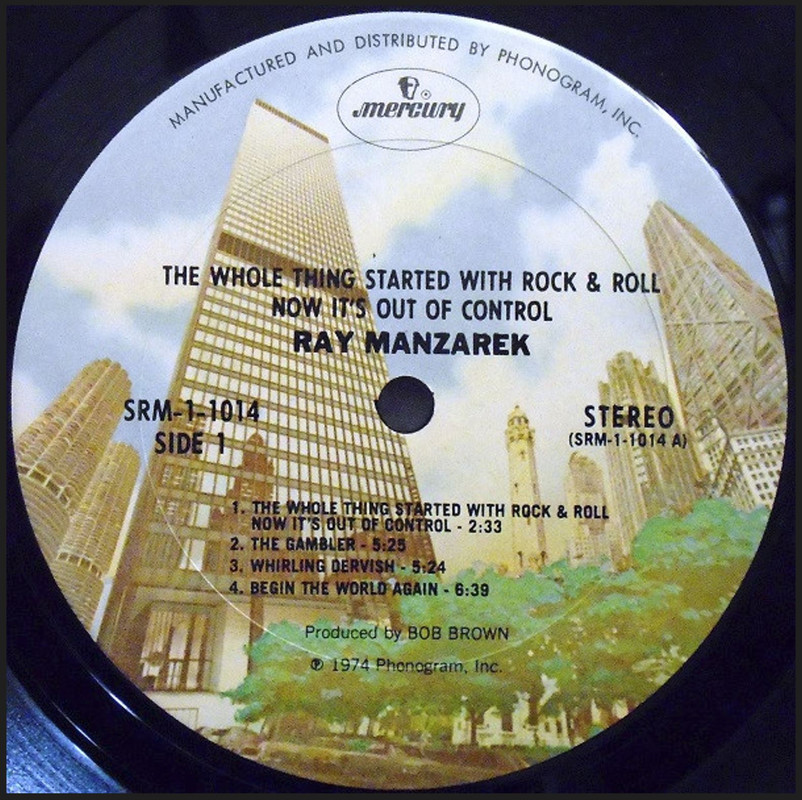 MANUFACTURED AND DISTRIBUTED BY PHONOGRAM, INC.
mercury
THE WHOLE THING STARTED WITH ROCK & ROLL
NOW IT'S OUT OF CONTROL
RAY MANZAREK
SRM-1-1014
SIDE 1
STEREO
(SRM-1-1014 A)
1. THE WHOLE THING STARTED WITH ROCK & ROLL
NOW IT'S OUT OF CONTROL - 2:33
2. THE GAMBLER - 5:25
3. WHIRLING DERVISH - 5:24
4. BEGIN THE WORLD AGAIN - 6:39
Produced by BOB BROWN
℗ 1974 Phonogram, Inc.